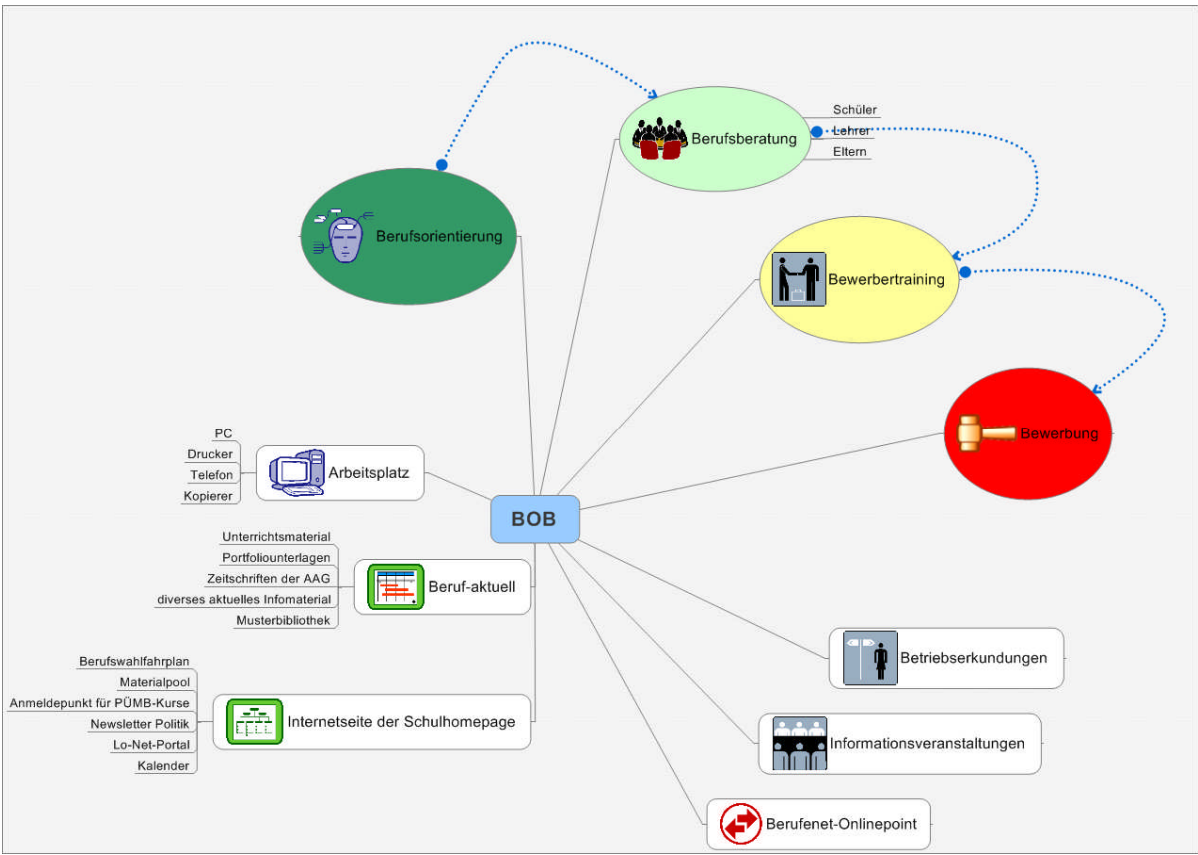 Schüler
Berufsberatung
Lehrer
Eltern
Berufsorientierung
Bewerbertraining
Bewerbung
PC
Drucker
Telefon
Kopierer
Arbeitsplatz
BOB
Unterrichtsmaterial
Portfoliounterlagen
Zeitschriften der AAG
diverses aktuelles Infomaterial
Musterbibliothek
Beruf-aktuell
Berufswahlfahrplan
Materialpool
Anmeldepunkt für PÜMB-Kurse
Newsletter Politik
Lo-Net-Portal
Kalender
Internetseite der Schulhomepage
Betriebserkundungen
Informationsveranstaltungen
Berufenet-Onlinepoint